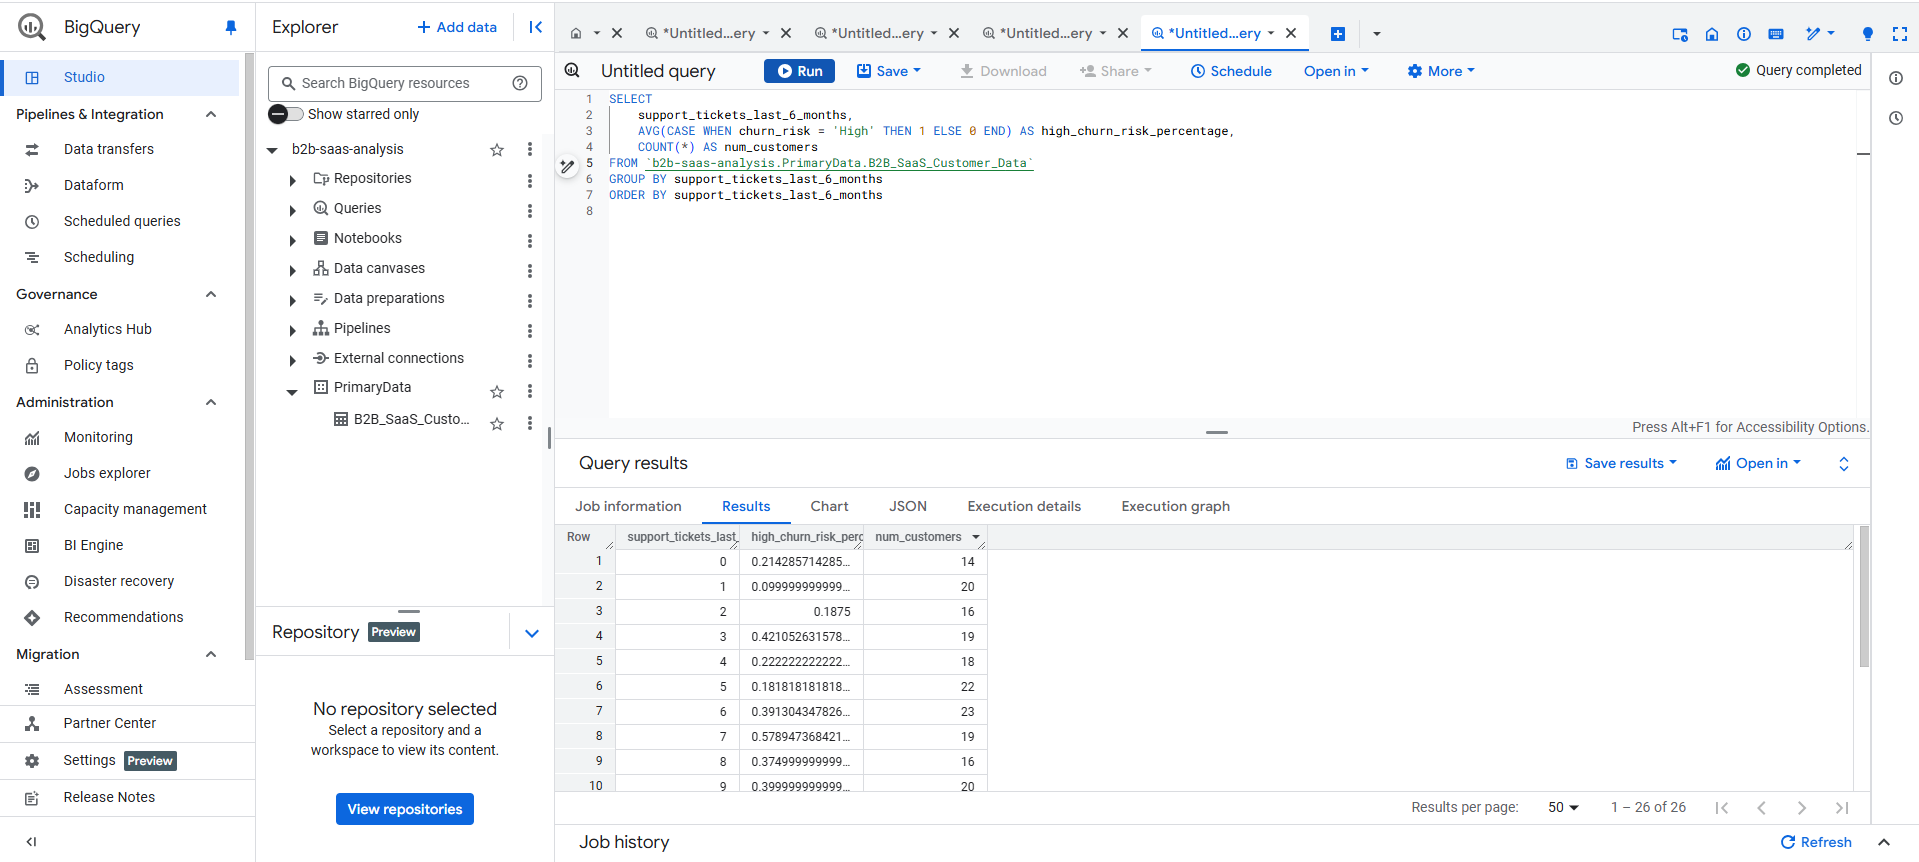 BigQuery
Studio
Pipelines & Integration
Data transfers
Dataform
Scheduled queries
Scheduling
Governance
Analytics Hub
Policy tags
Administration
Monitoring
Jobs explorer
Capacity management
BI Engine
Disaster recovery
Recommendations
Migration
Assessment
Partner Center
Settings Preview
Release Notes
Explorer
+ Add data
Search BigQuery resources
Show starred only
b2b-saas-analysis
Repositories
Queries
Notebooks
Data canvases
Data preparations
Pipelines
External connections
PrimaryData
B2B_SaaS_Custo...
Repository Preview
No repository selected
Select a repository and a
workspace to view its content.
View repositories
*Untitled...ery *Untitled...ery *Untitled...ery *Untitled...ery
Untitled query Run Save Download Share Schedule Open in More Query completed
1 SELECT
2 support_tickets_last_6_months,
3 AVG(CASE WHEN churn_risk = 'High' THEN 1 ELSE 0 END) AS high_churn_risk_percentage,
4 COUNT(*) AS num_customers
5 FROM `b2b-saas-analysis.PrimaryData.B2B_SaaS_Customer_Data`
6 GROUP BY support_tickets_last_6_months
7 ORDER BY support_tickets_last_6_months
8
Press Alt+F1 for Accessibility Options.
Query results Save results Open in
Job information Results Chart JSON Execution details Execution graph
Row support_tickets_last_ high_churn_risk_perc num_customers
1 0 0.214285714285... 14
2 1 0.099999999999... 20
3 2 0.1875 16
4 3 0.421052631578... 19
5 4 0.222222222222... 18
6 5 0.181818181818... 22
7 6 0.391304347826... 23
8 7 0.578947368421... 19
9 8 0.374999999999... 16
10 9 0.399999999999... 20
Results per page: 50 1 – 26 of 26
Job history Refresh